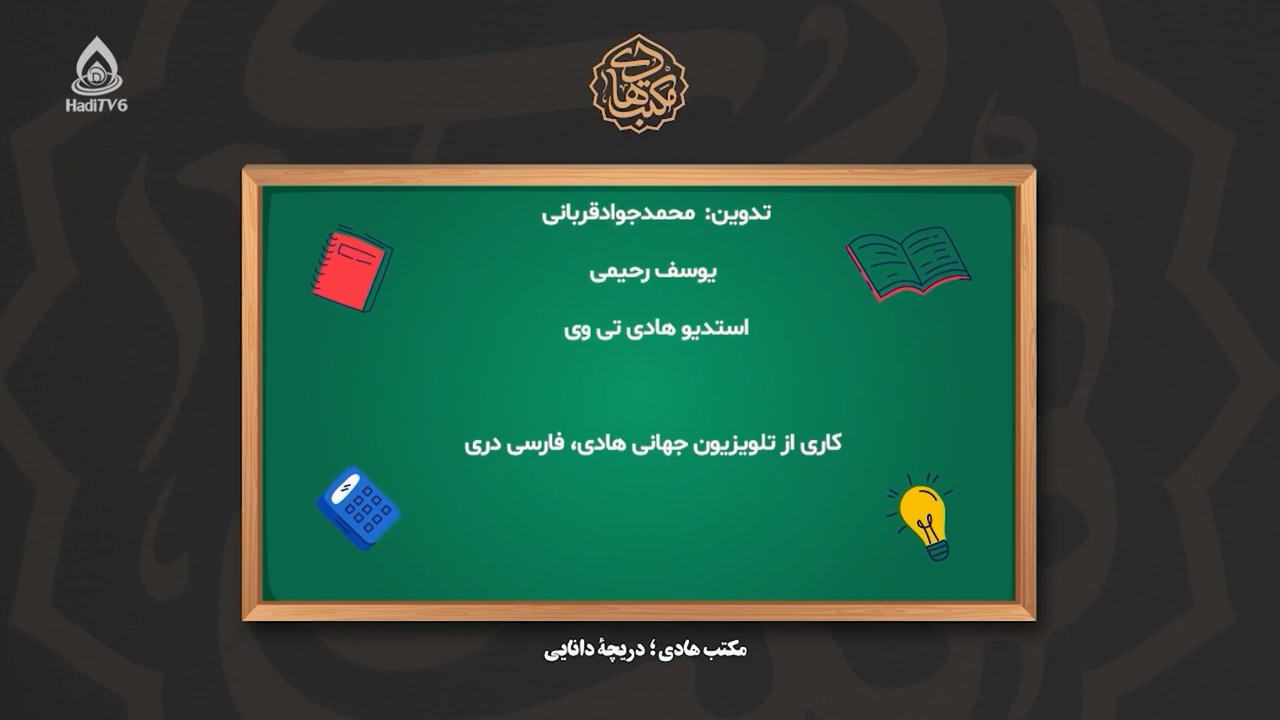 HadiTV6
مکتب هادی
تدوین: محمدجوادقربانی
یوسف رحیمی
استدیو هادی تی وی
کاری از تلویزیون جهانی هادی، فارسی دری
مکتب هادی؛ دریچهٔ دانایی